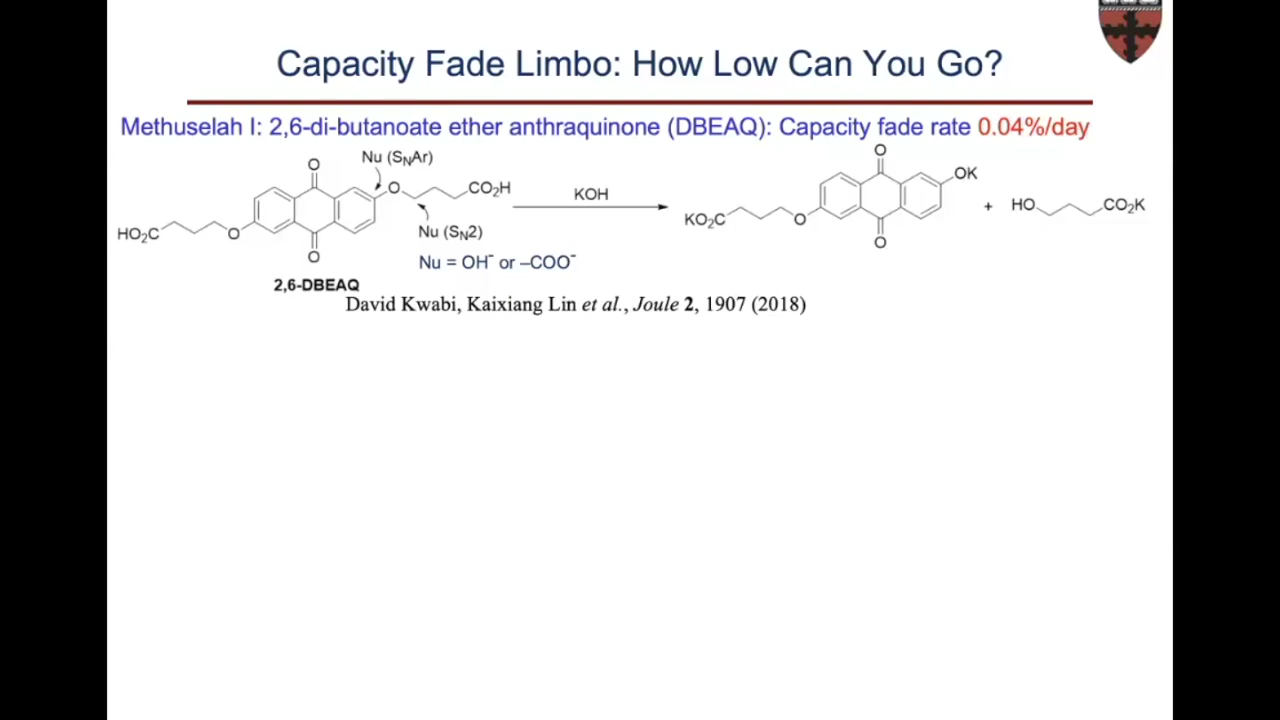 Capacity Fade Limbo: How Low Can You Go?
Methuselah I: 2,6-di-butanoate ether anthraquinone (DBEAQ): Capacity fade rate 0.04%/day
Nu (SNAr)
O
O
CO2H
HO2C
O
O
Nu (SN2)
Nu = OH⁻ or –COO⁻
2,6-DBEAQ
KOH
O
OK
KO2C
O
O
+
HO
CO2K
David Kwabi, Kaixiang Lin et al., Joule 2, 1907 (2018)